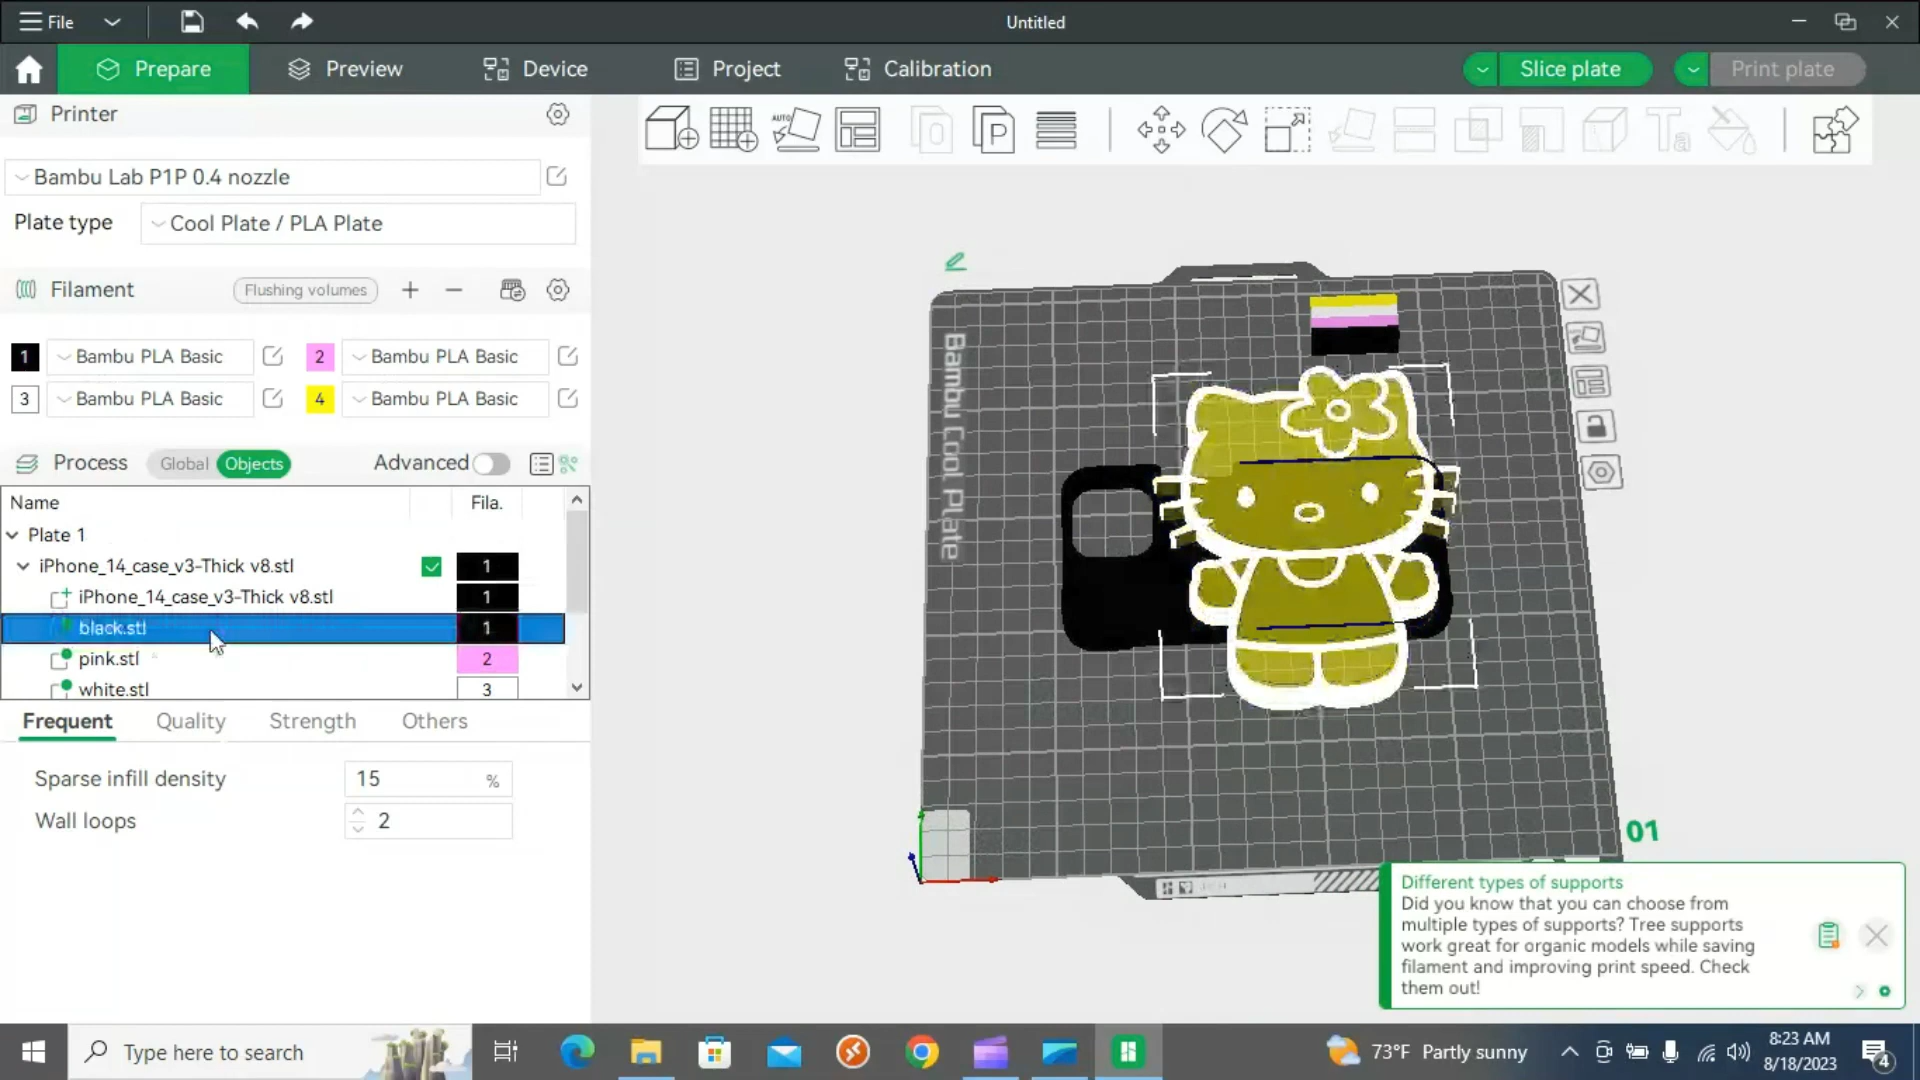 File
Untitled
Prepare
Preview
Device
Project
Calibration
Slice plate
Print plate
Printer
AUTO
Bambu Lab P1P 0.4 nozzle
Plate type
Cool Plate / PLA Plate
Filament
Flushing volumes
1 Bambu PLA Basic
2 Bambu PLA Basic
3 Bambu PLA Basic
4 Bambu PLA Basic
Process
Global
Objects
Advanced
Name
Fila.
Plate 1
iPhone_14_case_v3-Thick v8.stl 1
iPhone_14_case_v3-Thick v8.stl 1
black.stl 1
pink.stl 2
white.stl 3
Frequent
Quality
Strength
Others
Sparse infill density 15 %
Wall loops 2
O
P
Ta
Bambu Cool Plate
01
Different types of supports
Did you know that you can choose from
multiple types of supports? Tree supports
work great for organic models while saving
filament and improving print speed. Check
them out!
Type here to search
73°F Partly sunny
8:23 AM
8/18/2023
4